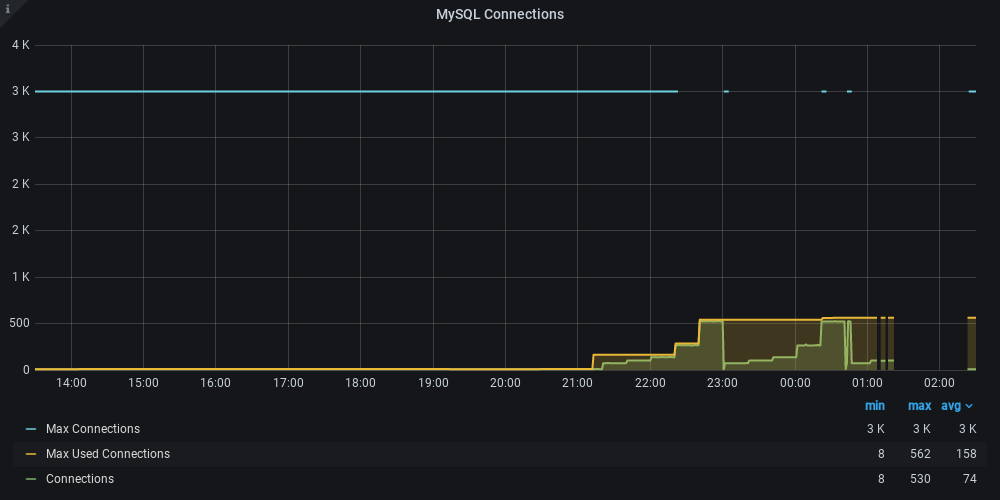 i
MySQL Connections
4 K
3 K
3 K
2 K
2 K
1 K
500
0
14:00 15:00 16:00 17:00 18:00 19:00 20:00 21:00 22:00 23:00 00:00 01:00 02:00
min max avg
Max Connections 3 K 3 K 3 K
Max Used Connections 8 562 158
Connections 8 530 74